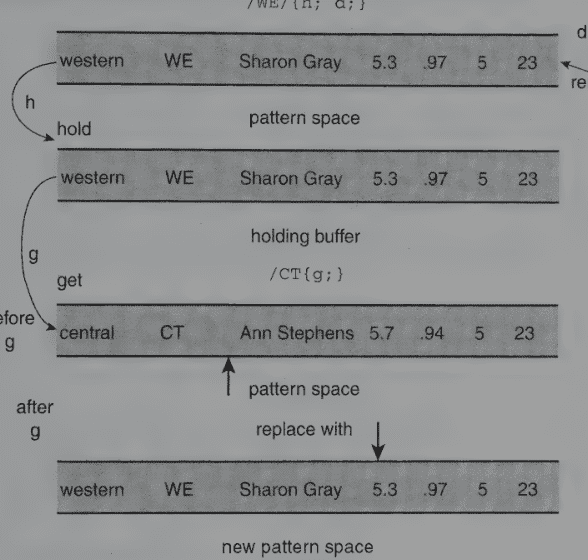 /WE/{h; d;}
d
western WE Sharon Gray 5.3 .97 5 23
re
h
pattern space
hold
western WE Sharon Gray 5.3 .97 5 23
holding buffer
g
get
/CT{g;}
efore
g
central CT Ann Stephens 5.7 .94 5 23
pattern space
after
g
replace with
western WE Sharon Gray 5.3 .97 5 23
new pattern space